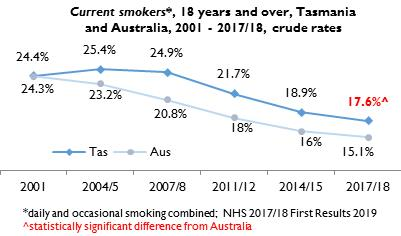 Current smokers*, 18 years and over, Tasmania
and Australia, 2001 - 2017/18, crude rates
24.4%
25.4%
24.9%
21.7%
18.9%
17.6%^
24.3%
23.2%
20.8%
18%
16%
15.1%
Tas Aus
2001 2004/5 2007/8 2011/12 2014/15 2017/18
*daily and occasional smoking combined; NHS 2017/18 First Results 2019
^statistically significant difference from Australia